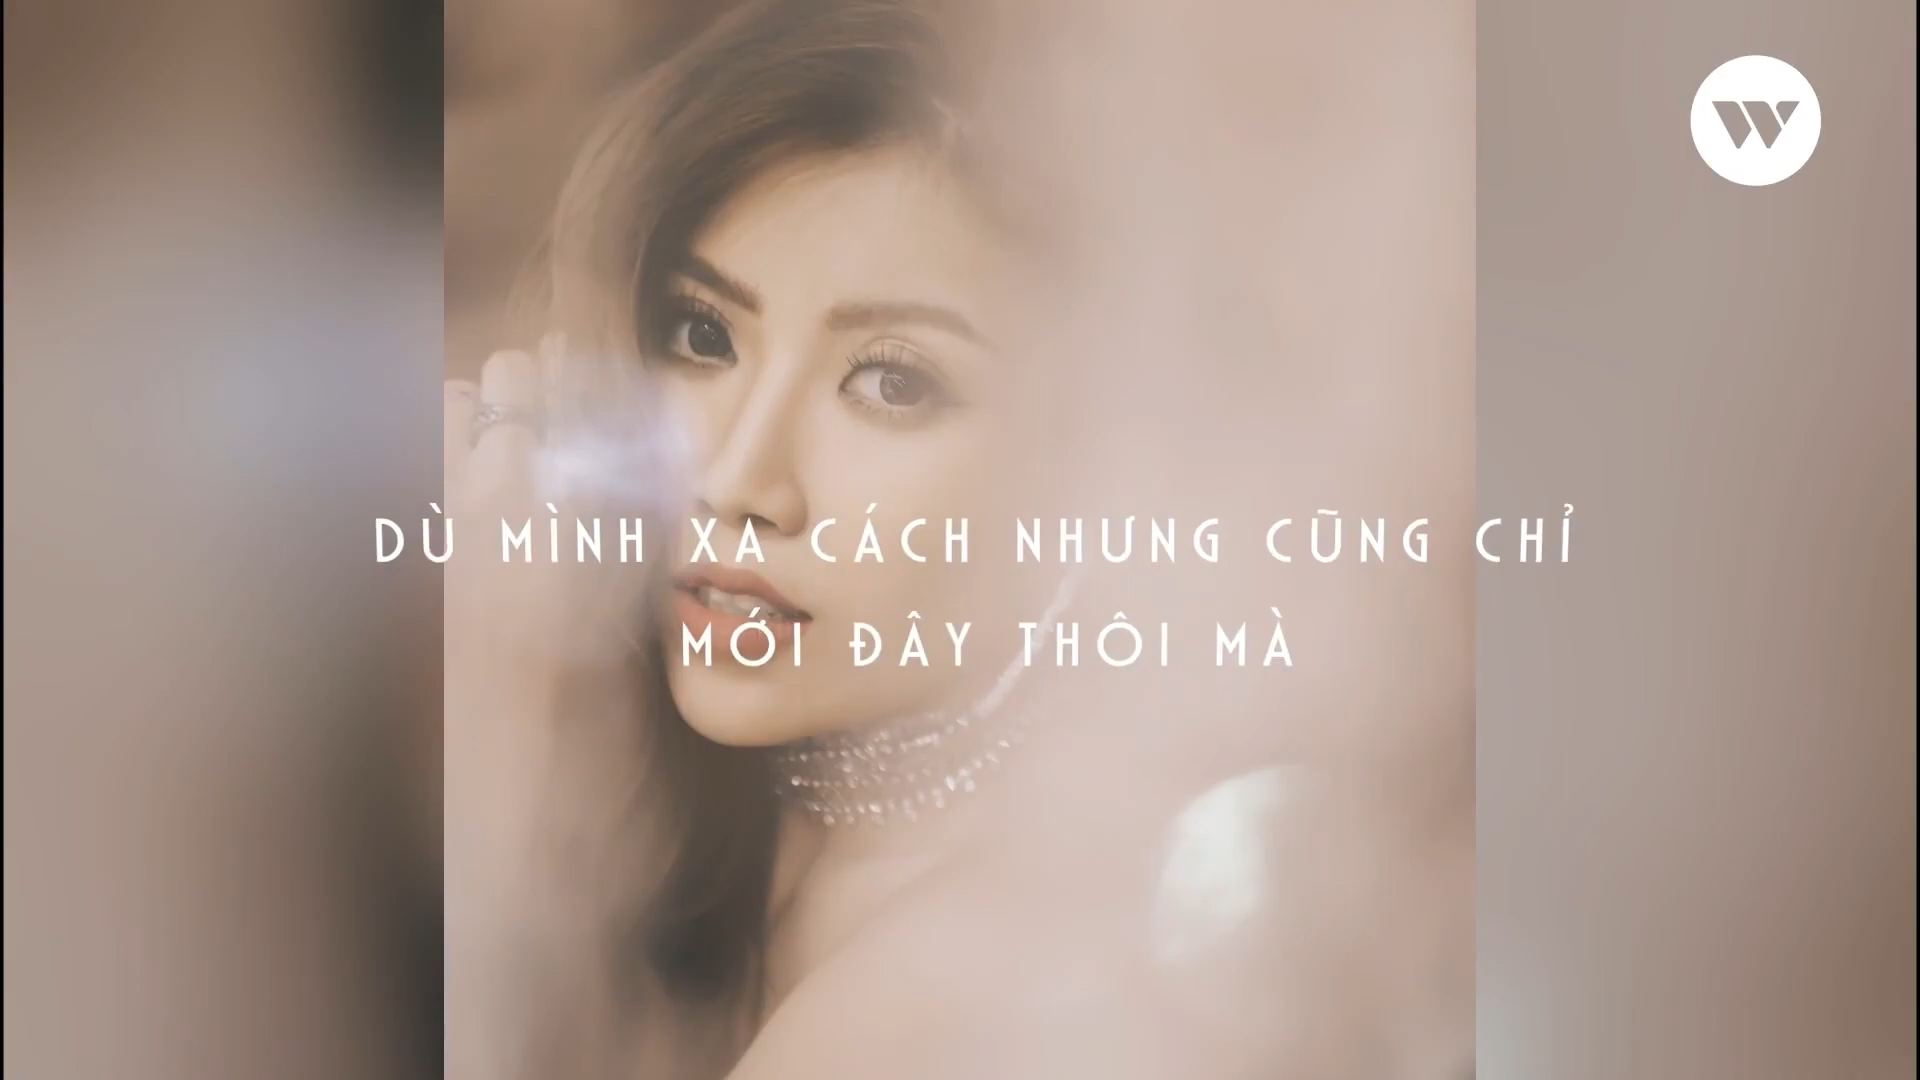 DÙ MÌNH XA CÁCH NHƯNG CŨNG CHỈ
MỚI ĐÂY THÔI MÀ